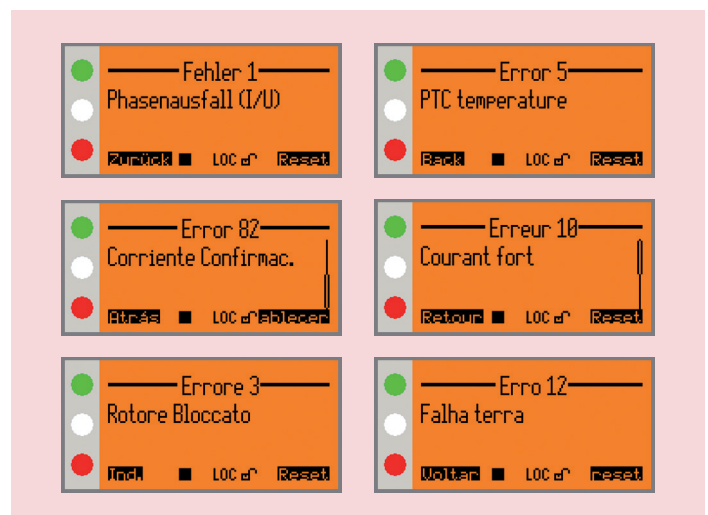 Fehler 1
Phasenausfall (I/U)
Zurück LOC Reset
Error 5
PTC temperature
Back LOC Reset
Error 82
Corriente Confirmac.
Atrás LOC ablecer
Erreur 10
Courant fort
Retour LOC Reset
Errore 3
Rotore Bloccato
Ind. LOC Reset
Erro 12
Falha terra
Voltar LOC reset